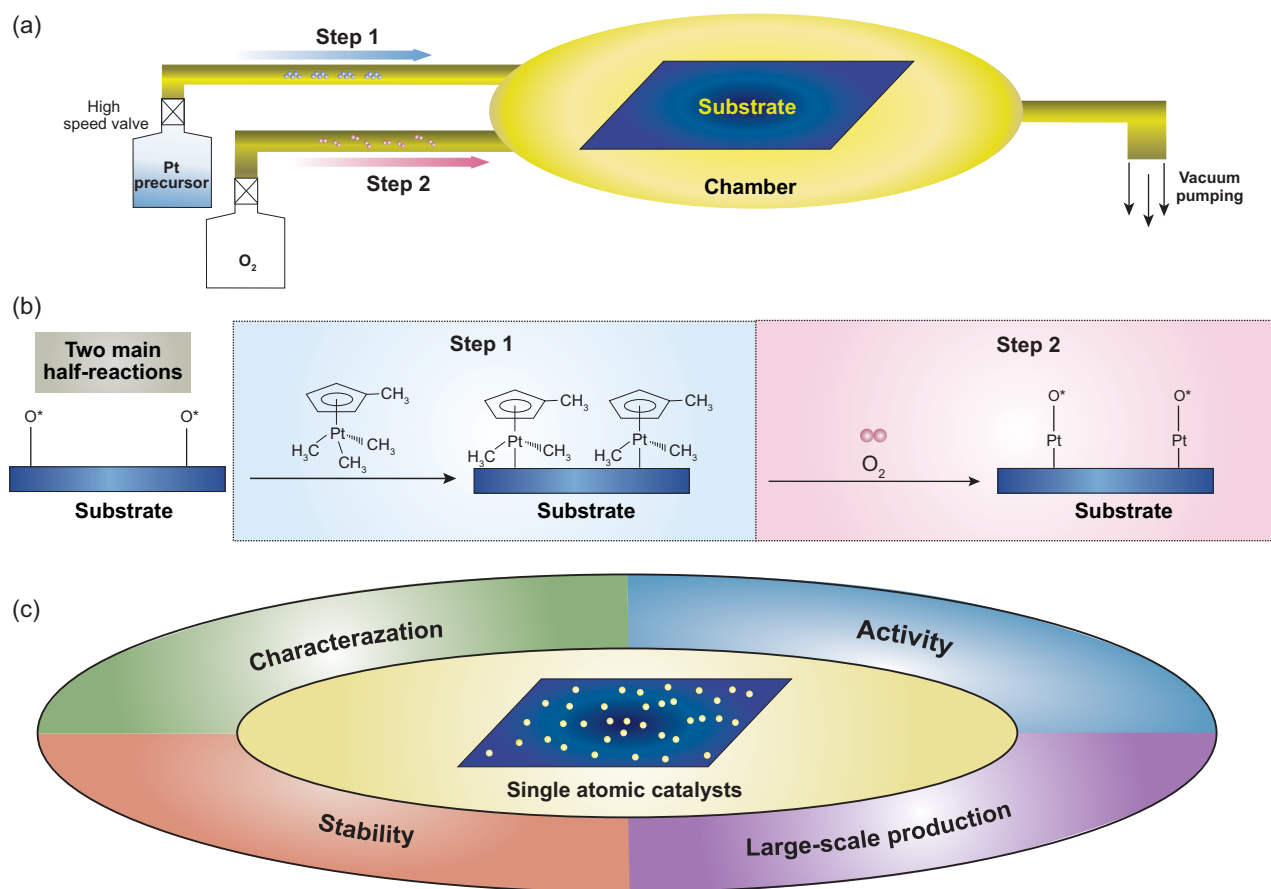 (a)
Step 1
High
speed valve
Pt
precursor
Step 2
O₂
Substrate
Chamber
Vacuum
pumping
(b)
Two main
half-reactions
O*
O*
Substrate
Step 1
CH₃
Pt
H₃C
CH₃
CH₃
CH₃
Pt
H₃C
CH₃
CH₃
Pt
H₃C
CH₃
Substrate
Step 2
O₂
O*
Pt
O*
Pt
Substrate
(c)
Characterazation
Activity
Single atomic catalysts
Stability
Large-scale production